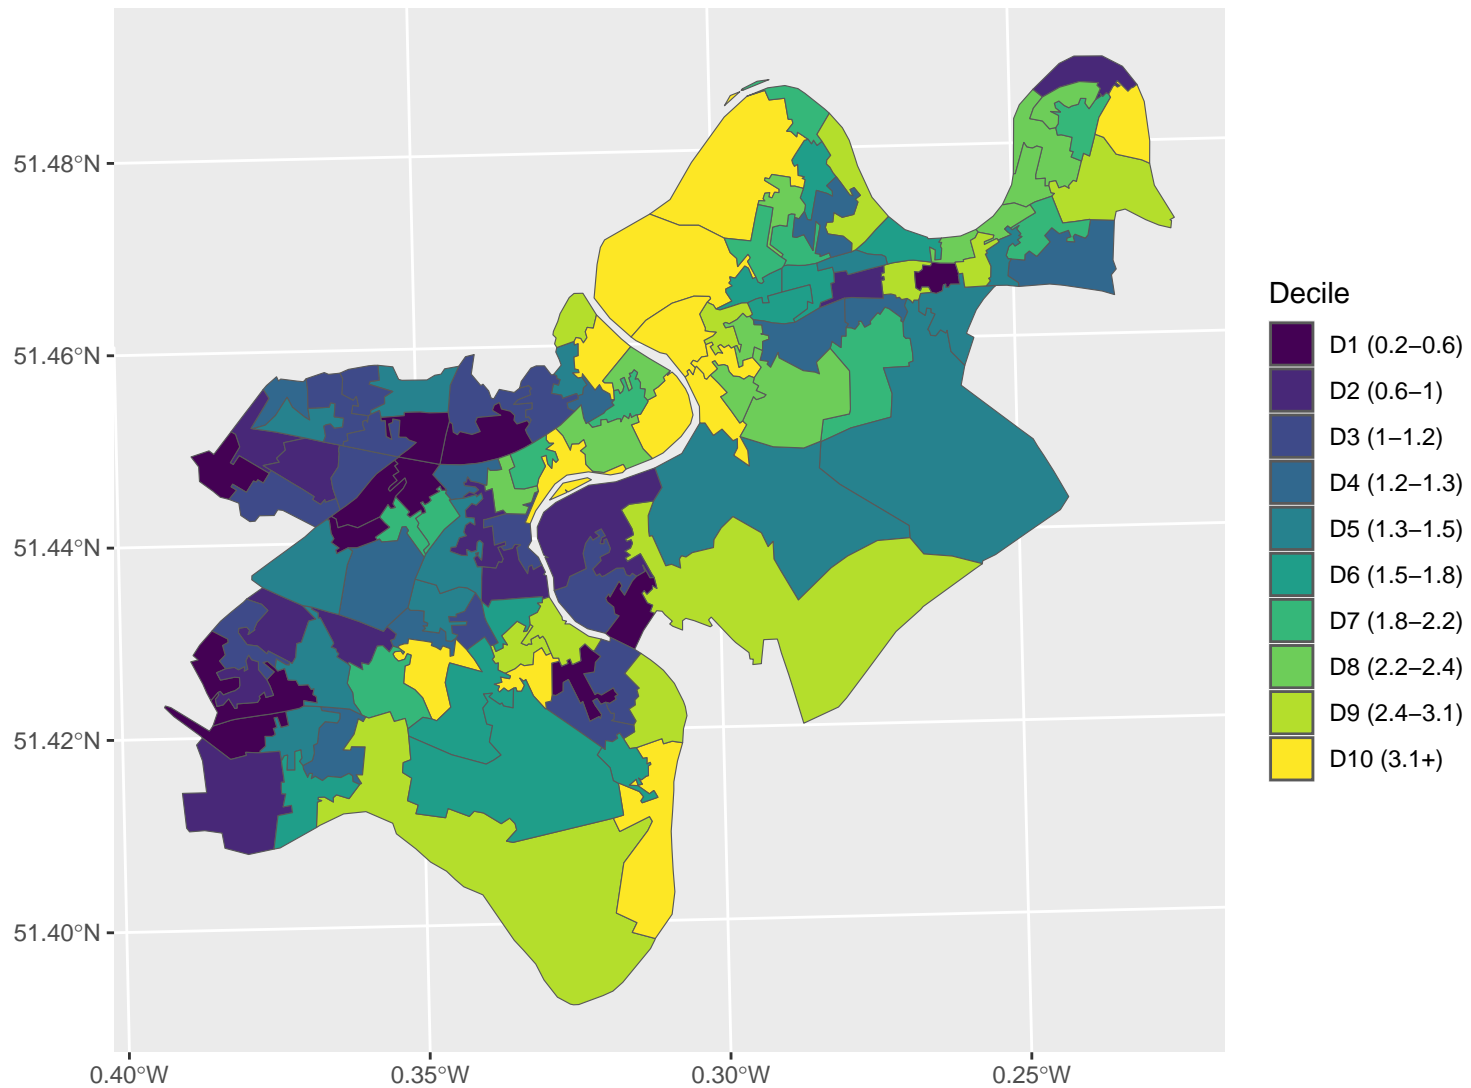 51.48°N
51.46°N
51.44°N
51.42°N
51.40°N
0.40°W
0.35°W
0.30°W
0.25°W
Decile
D1 (0.2–0.6)
D2 (0.6–1)
D3 (1–1.2)
D4 (1.2–1.3)
D5 (1.3–1.5)
D6 (1.5–1.8)
D7 (1.8–2.2)
D8 (2.2–2.4)
D9 (2.4–3.1)
D10 (3.1+)